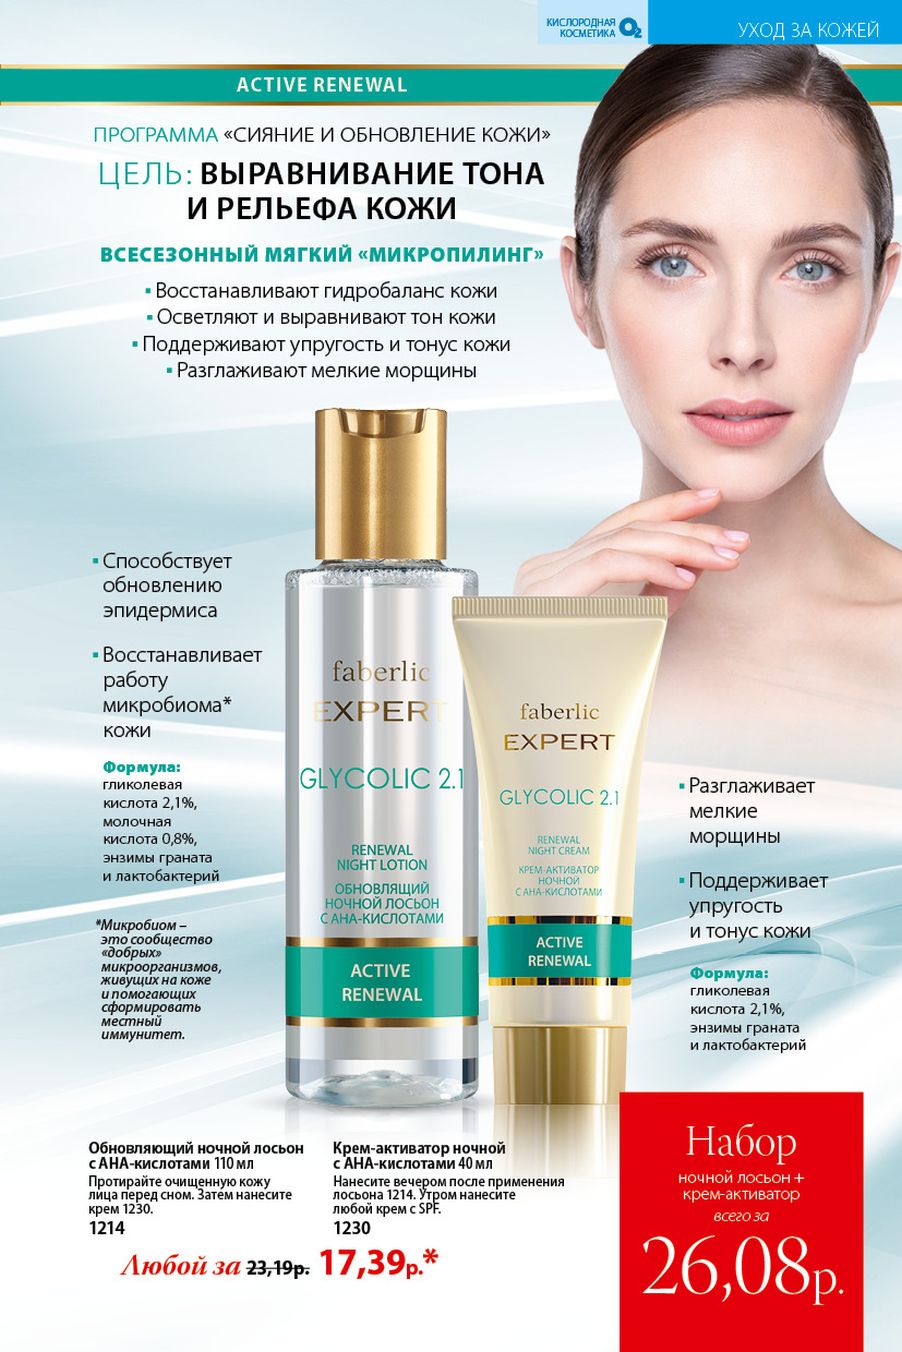 КИСЛОРОДНАЯ
КОСМЕТИКА O2
УХОД ЗА КОЖЕЙ
ACTIVE RENEWAL
ПРОГРАММА «СИЯНИЕ И ОБНОВЛЕНИЕ КОЖИ»
ЦЕЛЬ: ВЫРАВНИВАНИЕ ТОНА
И РЕЛЬЕФА КОЖИ
ВСЕСЕЗОННЫЙ МЯГКИЙ «МИКРОПИЛИНГ»
▪ Восстанавливают гидробаланс кожи
▪ Осветляют и выравнивают тон кожи
▪ Поддерживают упругость и тонус кожи
▪ Разглаживают мелкие морщины
▪ Способствует
обновлению
эпидермиса
▪ Восстанавливает
работу
микробиома*
кожи
Формула:
гликолевая
кислота 2,1%,
молочная
кислота 0,8%,
энзимы граната
и лактобактерий
*Микробиом –
это сообщество
«добрых»
микроорганизмов,
живущих на коже
и помогающих
сформировать
местный
иммунитет.
faberlic
EXPERT
GLYCOLIC 2.1
RENEWAL
NIGHT LOTION
ОБНОВЛЯЩИЙ
НОЧНОЙ ЛОСЬОН
С АНА-КИСЛОТАМИ
ACTIVE
RENEWAL
faberlic
EXPERT
GLYCOLIC 2.1
RENEWAL
NIGHT CREAM
КРЕМ-АКТИВАТОР
НОЧНОЙ
С АНА-КИСЛОТАМИ
ACTIVE
RENEWAL
▪ Разглаживает
мелкие
морщины
▪ Поддерживает
упругость
и тонус кожи
Формула:
гликолевая
кислота 2,1%,
энзимы граната
и лактобактерий
Обновляющий ночной лосьон
с АНА-кислотами 110 мл
Протирайте очищенную кожу
лица перед сном. Затем нанесите
крем 1230.
1214
Крем-активатор ночной
с АНА-кислотами 40 мл
Нанесите вечером после применения
лосьона 1214. Утром нанесите
любой крем с SPF.
1230
Любой за 23,19р. 17,39р.*
Набор
ночной лосьон +
крем-активатор
всего за
26,08р.